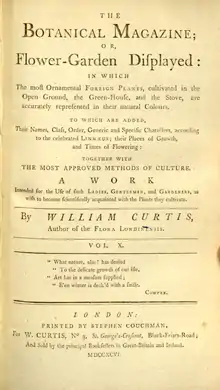 THE
BOTANICAL MAGAZINE;
OR,
Flower-Garden Displayed:
IN WHICH
The most Ornamental FOREIGN PLANTS, cultivated in the
Open Ground, the Green-House, and the Stove, are
accurately represented in their natural Colours.
TO WHICH ARE ADDED,
Their Names, Class, Order, Generic and Specific Characters, according
to the celebrated LINNÆUS; their Places of Growth,
and Times of Flowering:
TOGETHER WITH
THE MOST APPROVED METHODS OF CULTURE.
A WORK
Intended for the Use of such LADIES, GENTLEMEN, and GARDENERS, as
wish to become scientifically acquainted with the Plants they cultivate.
By WILLIAM CURTIS,
Author of the FLORA LONDINENSIS.
VOL. X.
" What nature, alas! has denied
" To the delicate growth of our isle,
" Art has in a measure supplied;
" E'en winter is deck'd with a smile.
COWPER.
LONDON:
PRINTED BY STEPHEN COUCHMAN,
For W. CURTIS, No 3, St. George's-Crescent, Black-Friars-Road;
And Sold by the principal Booksellers in Great-Britain and Ireland.
MDCCXCVI.